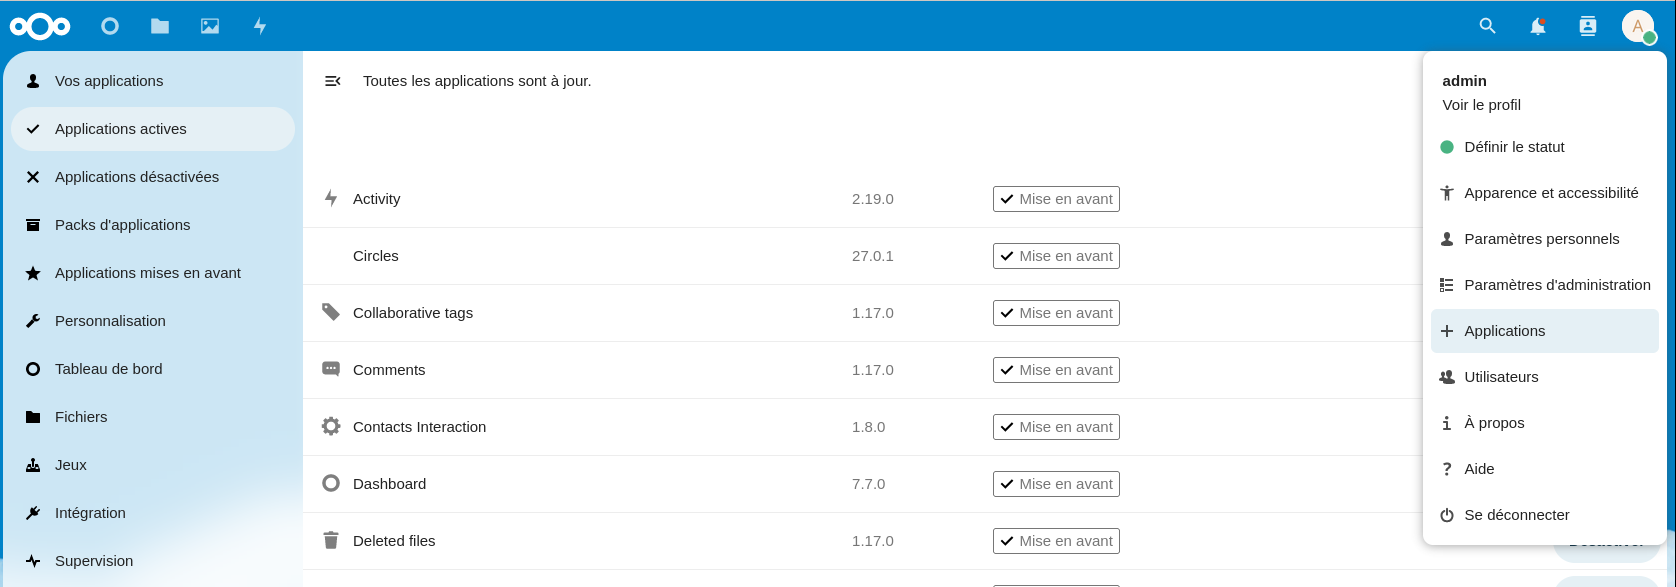 A
Vos applications
Applications actives
Applications désactivées
Packs d'applications
Applications mises en avant
Personnalisation
Tableau de bord
Fichiers
Jeux
Intégration
Supervision
Toutes les applications sont à jour.
Activity 2.19.0 Mise en avant
Circles 27.0.1 Mise en avant
Collaborative tags 1.17.0 Mise en avant
Comments 1.17.0 Mise en avant
Contacts Interaction 1.8.0 Mise en avant
Dashboard 7.7.0 Mise en avant
Deleted files 1.17.0 Mise en avant
admin
Voir le profil
Définir le statut
Apparence et accessibilité
Paramètres personnels
Paramètres d'administration
Applications
Utilisateurs
À propos
Aide
Se déconnecter